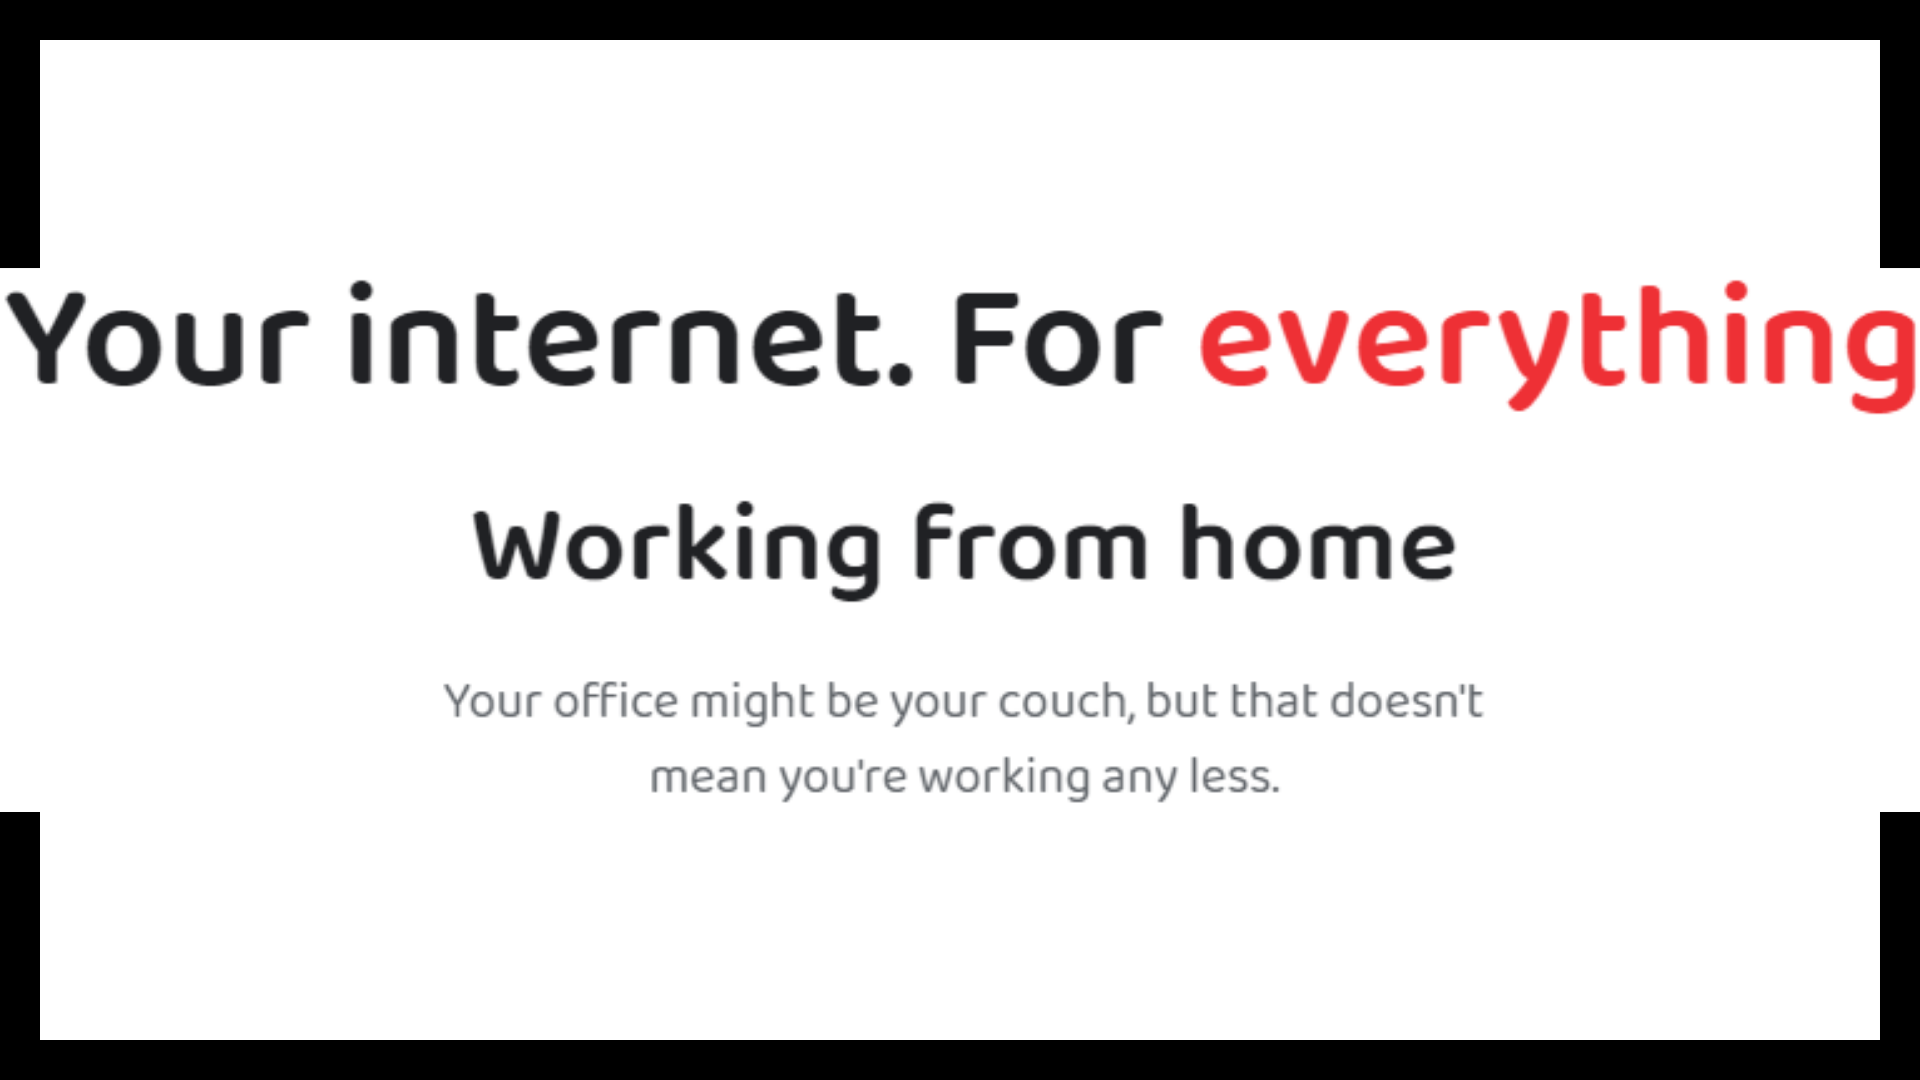 Your internet. For everything
Working from home
Your office might be your couch, but that doesn't
mean you're working any less.